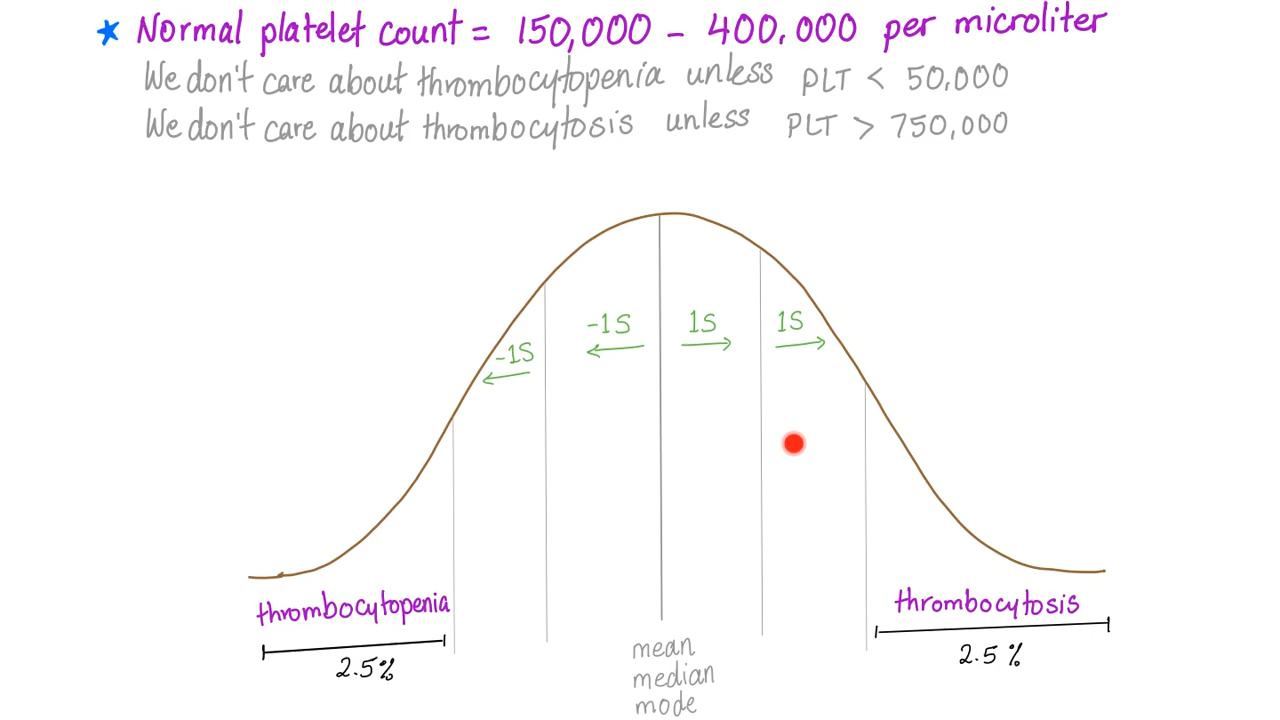 ★ Normal platelet count = 150,000 - 400.000 per microliter
We don't care about thrombocytopenia unless PLT < 50.000
We don't care about thrombocytosis unless PLT > 750,000
-1S 1S 1S
-1S
thrombocytopenia thrombocytosis
2.5% 2.5%
mean
median
mode